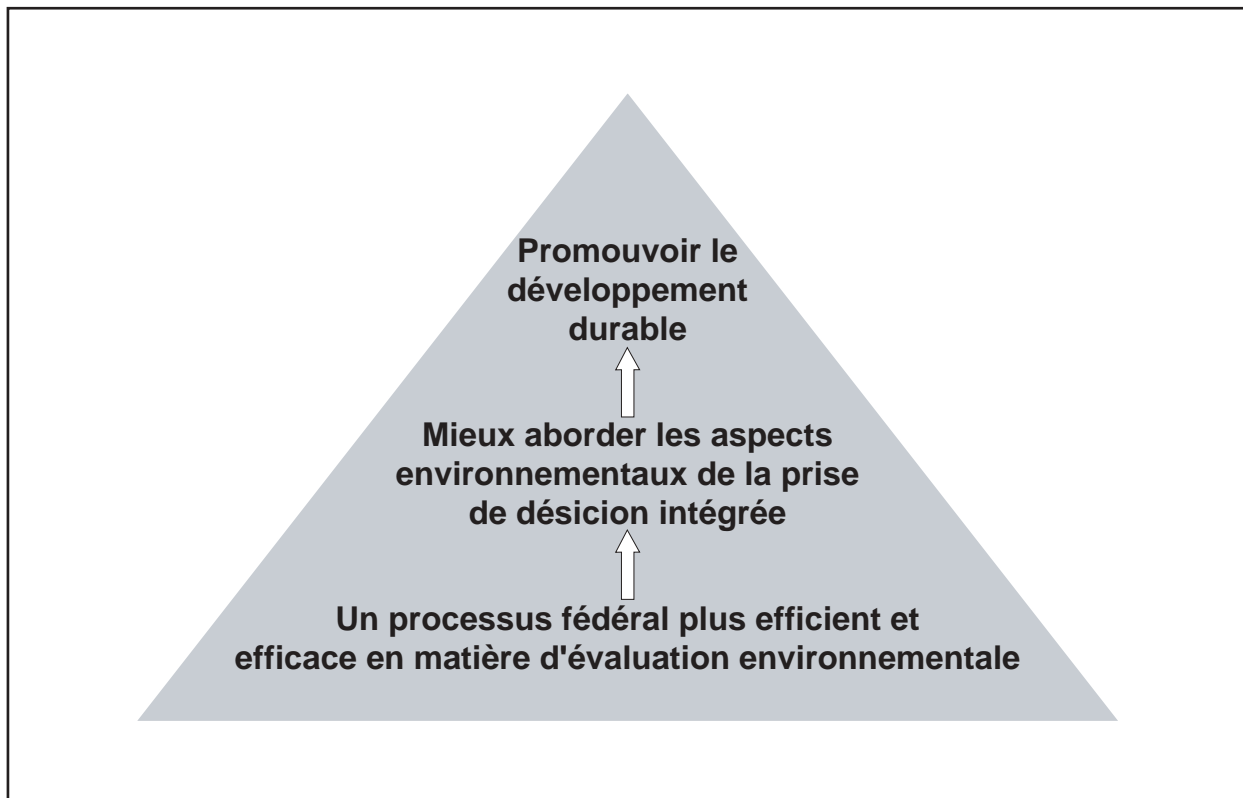 Promouvoir le
développement
durable
Mieux aborder les aspects
environnementaux de la prise
de désicion intégrée
Un processus fédéral plus efficient et
efficace en matière d'évaluation environnementale